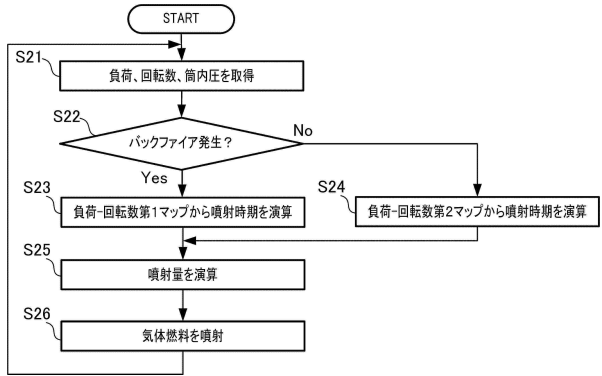 START
S21
負荷、回転数、筒内圧を取得
S22
バックファイア発生？
No
Yes
S23
負荷-回転数第1マップから噴射時期を演算
S24
負荷-回転数第2マップから噴射時期を演算
S25
噴射量を演算
S26
気体燃料を噴射